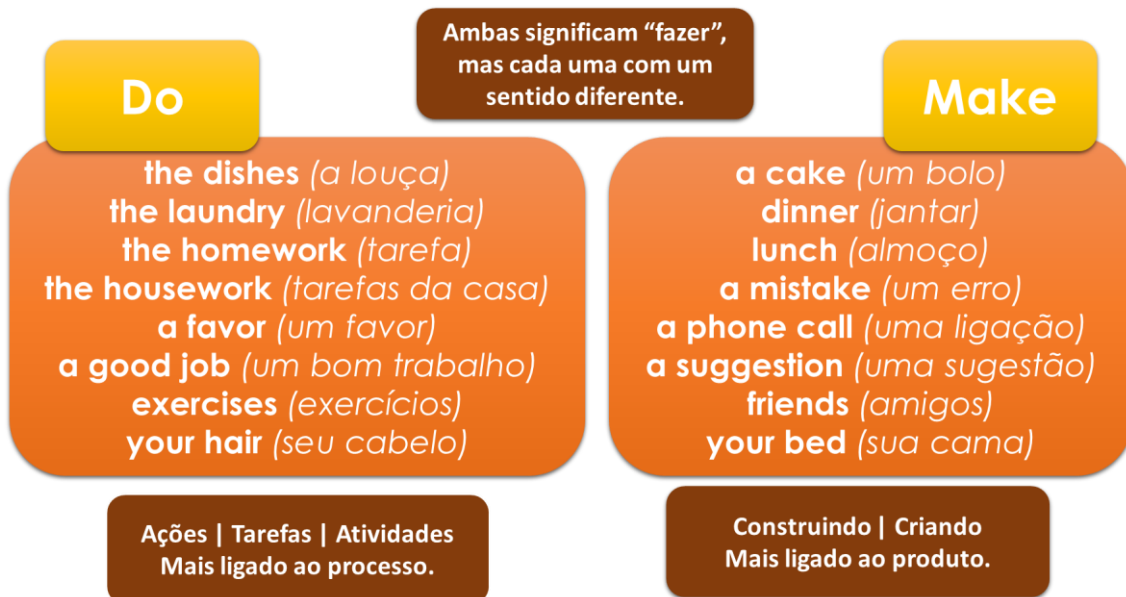 Ambas significam “fazer”,
mas cada uma com um
sentido diferente.
Do
the dishes (a louça)
the laundry (lavanderia)
the homework (tarefa)
the housework (tarefas da casa)
a favor (um favor)
a good job (um bom trabalho)
exercises (exercícios)
your hair (seu cabelo)
Ações | Tarefas | Atividades
Mais ligado ao processo.
Make
a cake (um bolo)
dinner (jantar)
lunch (almoço)
a mistake (um erro)
a phone call (uma ligação)
a suggestion (uma sugestão)
friends (amigos)
your bed (sua cama)
Construindo | Criando
Mais ligado ao produto.